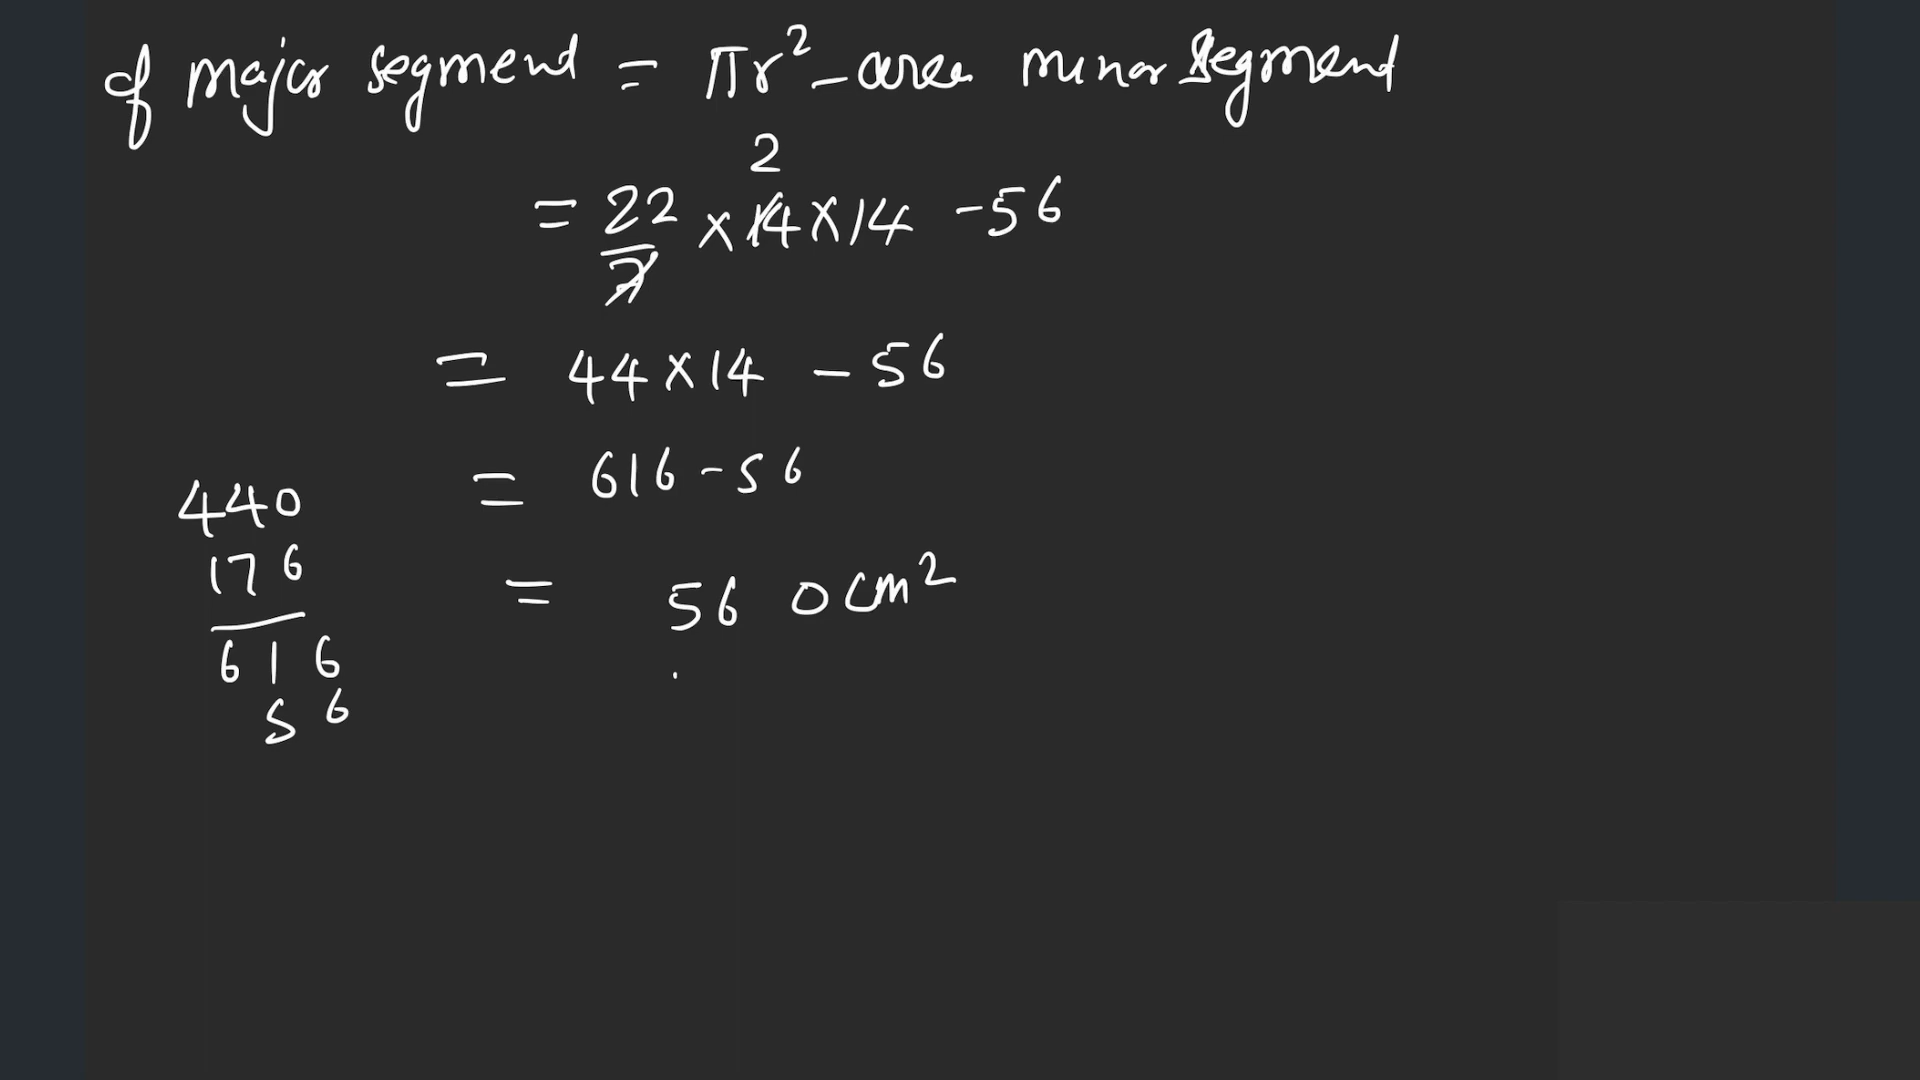 of major segment = πr² - area minor segment
2
= 22/7 × 14 × 14 - 56
= 44 × 14 - 56
= 616 - 56
= 560 cm²
440
176
616
56